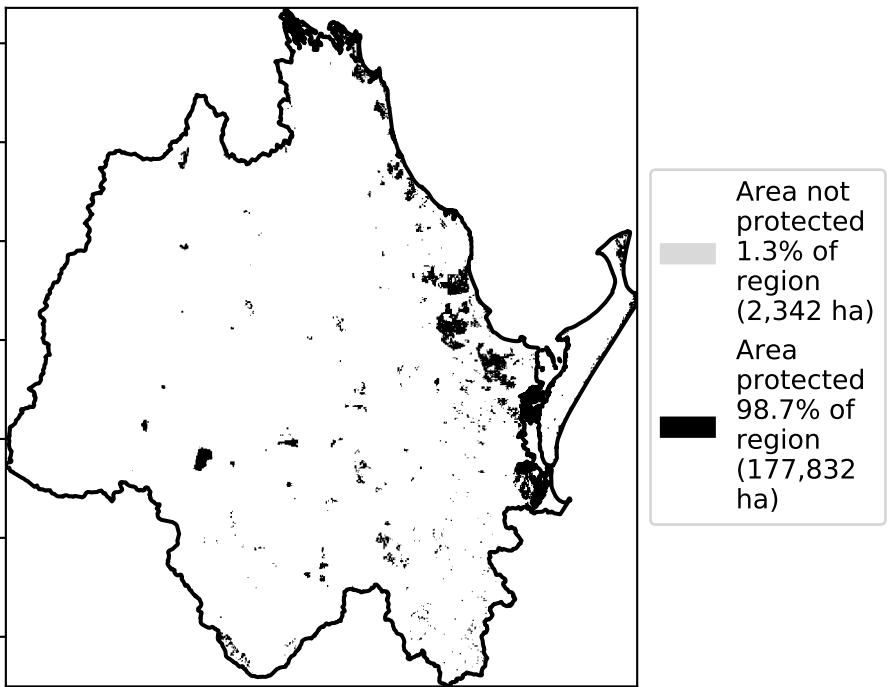 Area not
protected
1.3% of
region
(2,342 ha)
Area
protected
98.7% of
region
(177,832
ha)